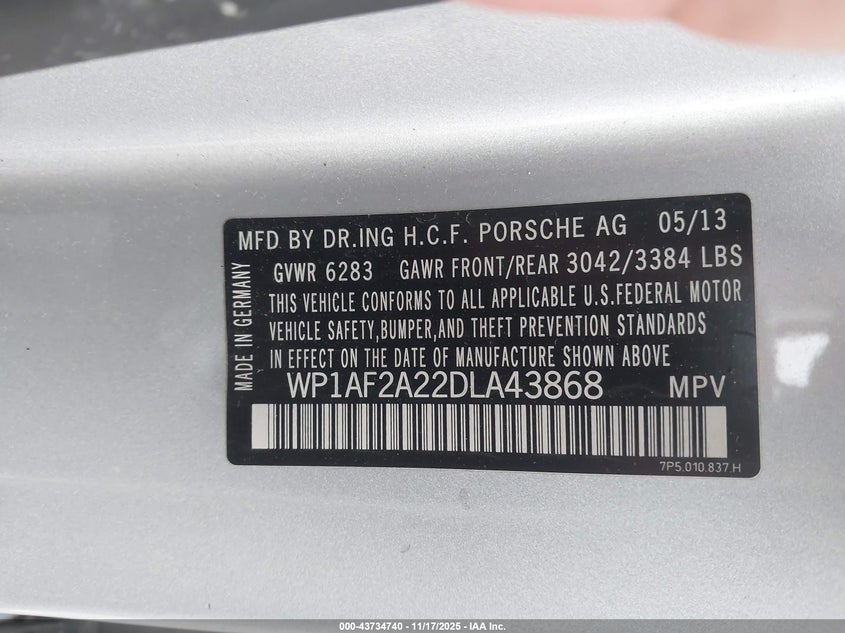 MFD BY DR.ING H.C.F. PORSCHE AG 05/13
GVWR 6283 GAWR FRONT/REAR 3042/3384 LBS
THIS VEHICLE CONFORMS TO ALL APPLICABLE U.S.FEDERAL MOTOR
VEHICLE SAFETY,BUMPER,AND THEFT PREVENTION STANDARDS
IN EFFECT ON THE DATE OF MANUFACTURE SHOWN ABOVE
MADE IN GERMANY
WP1AF2A22DLA43868 MPV
7P5.010.837.H
000-43734740 - 11/17/2025 - IAA Inc.